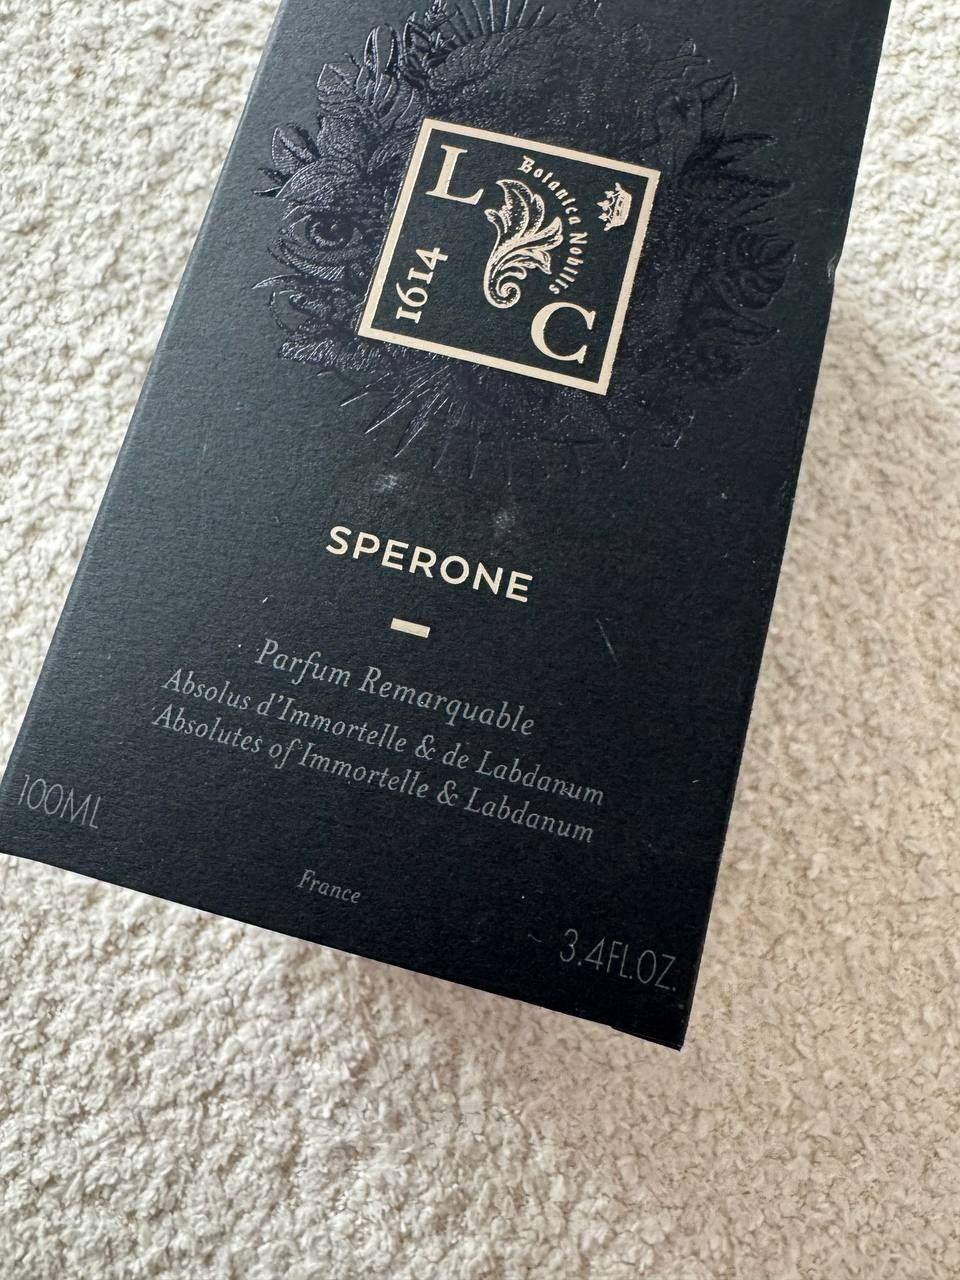 L
Botanica Nobilis
1614
C
SPERONE
Parfum Remarquable
Absolus d'Immortelle & de Labdanum
Absolutes of Immortelle & Labdanum
100ML
France
3.4FL.OZ.